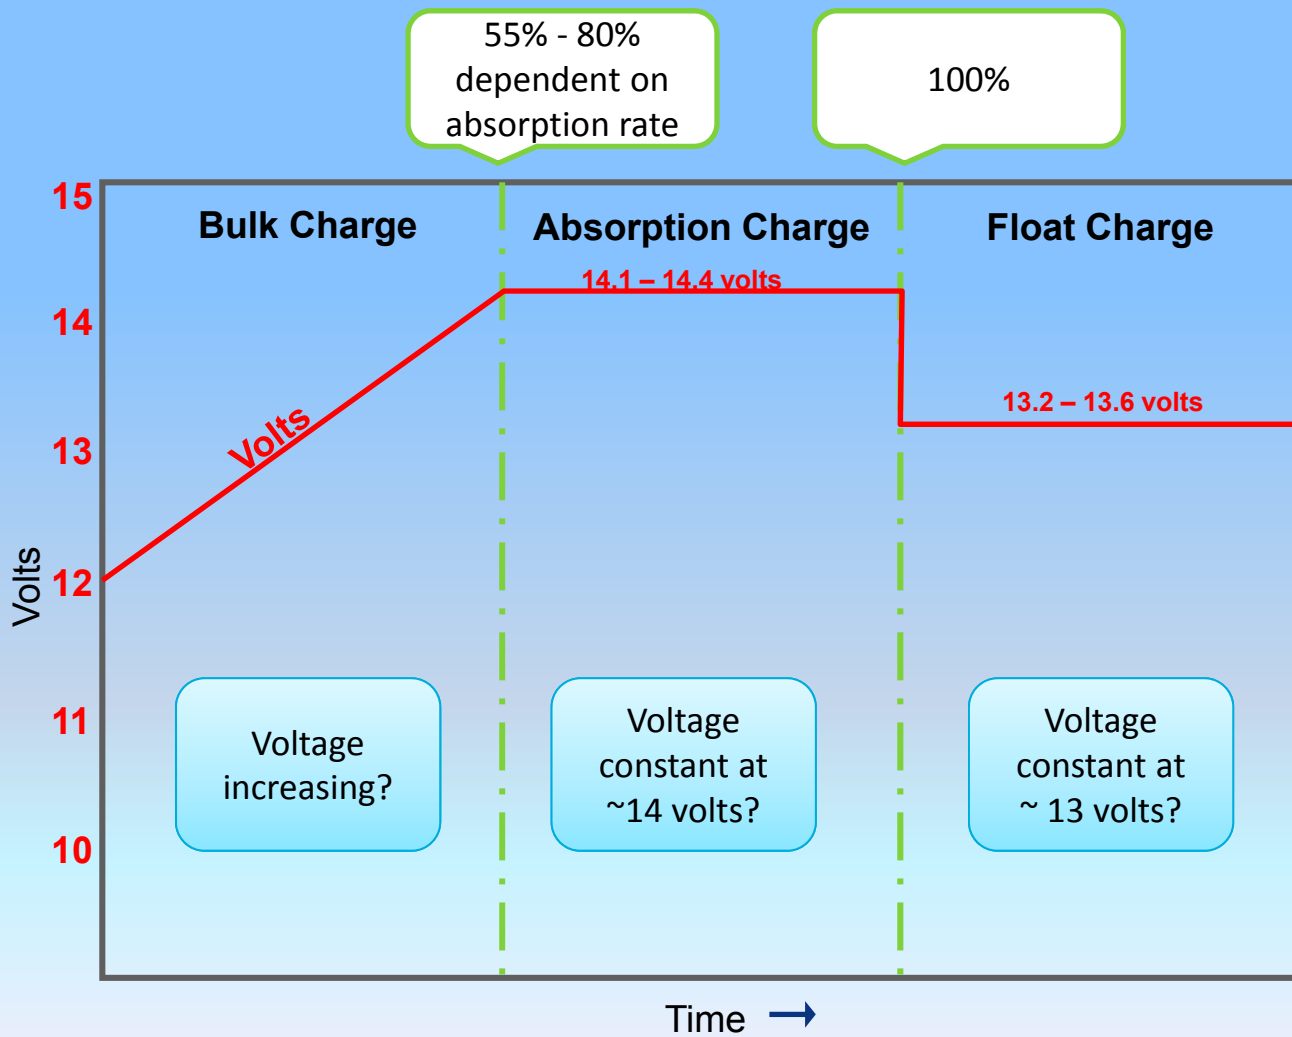 55% - 80%
dependent on
absorption rate
100%
15
14
13
12
11
10
Volts
Bulk Charge
Absorption Charge
Float Charge
14.1 – 14.4 volts
13.2 – 13.6 volts
Volts
Voltage
increasing?
Voltage
constant at
~14 volts?
Voltage
constant at
~ 13 volts?
Time